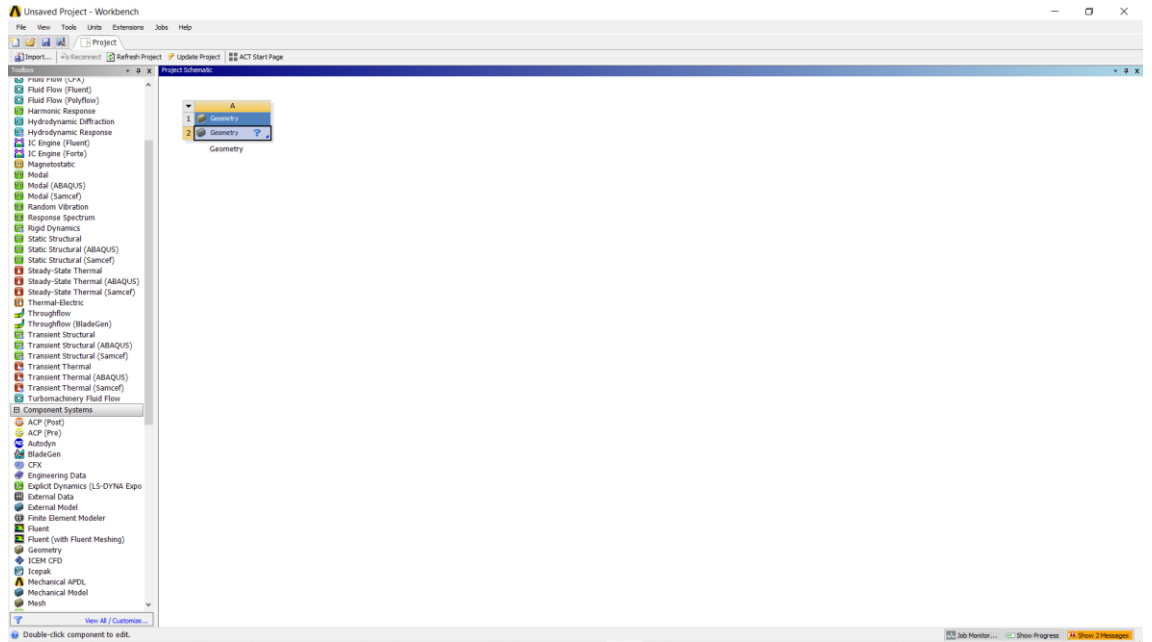 Unsaved Project - Workbench
File View Tools Units Extensions Jobs Help
Project
Import... Reconnect Refresh Project Update Project ACT Start Page
Toolbox
Project Schematic
Fluid Flow (CFX)
Fluid Flow (Fluent)
Fluid Flow (Polyflow)
Harmonic Response
Hydrodynamic Diffraction
Hydrodynamic Response
IC Engine (Fluent)
IC Engine (Forte)
Magnetostatic
Modal
Modal (ABAQUS)
Modal (Samcef)
Random Vibration
Response Spectrum
Rigid Dynamics
Static Structural
Static Structural (ABAQUS)
Static Structural (Samcef)
Steady-State Thermal
Steady-State Thermal (ABAQUS)
Steady-State Thermal (Samcef)
Thermal-Electric
Throughflow
Throughflow (BladeGen)
Transient Structural
Transient Structural (ABAQUS)
Transient Structural (Samcef)
Transient Thermal
Transient Thermal (ABAQUS)
Transient Thermal (Samcef)
Turbomachinery Fluid Flow
Component Systems
ACP (Post)
ACP (Pre)
Autodyn
BladeGen
CFX
Engineering Data
Explicit Dynamics (LS-DYNA Expo
External Data
External Model
Finite Element Modeler
Fluent
Fluent (with Fluent Meshing)
Geometry
ICEM CFD
Icepak
Mechanical APDL
Mechanical Model
Mesh
View All / Customize...
A
1 Geometry
2 Geometry ?
Geometry
Double-click component to edit.
Job Monitor... Show Progress Show 2 Messages